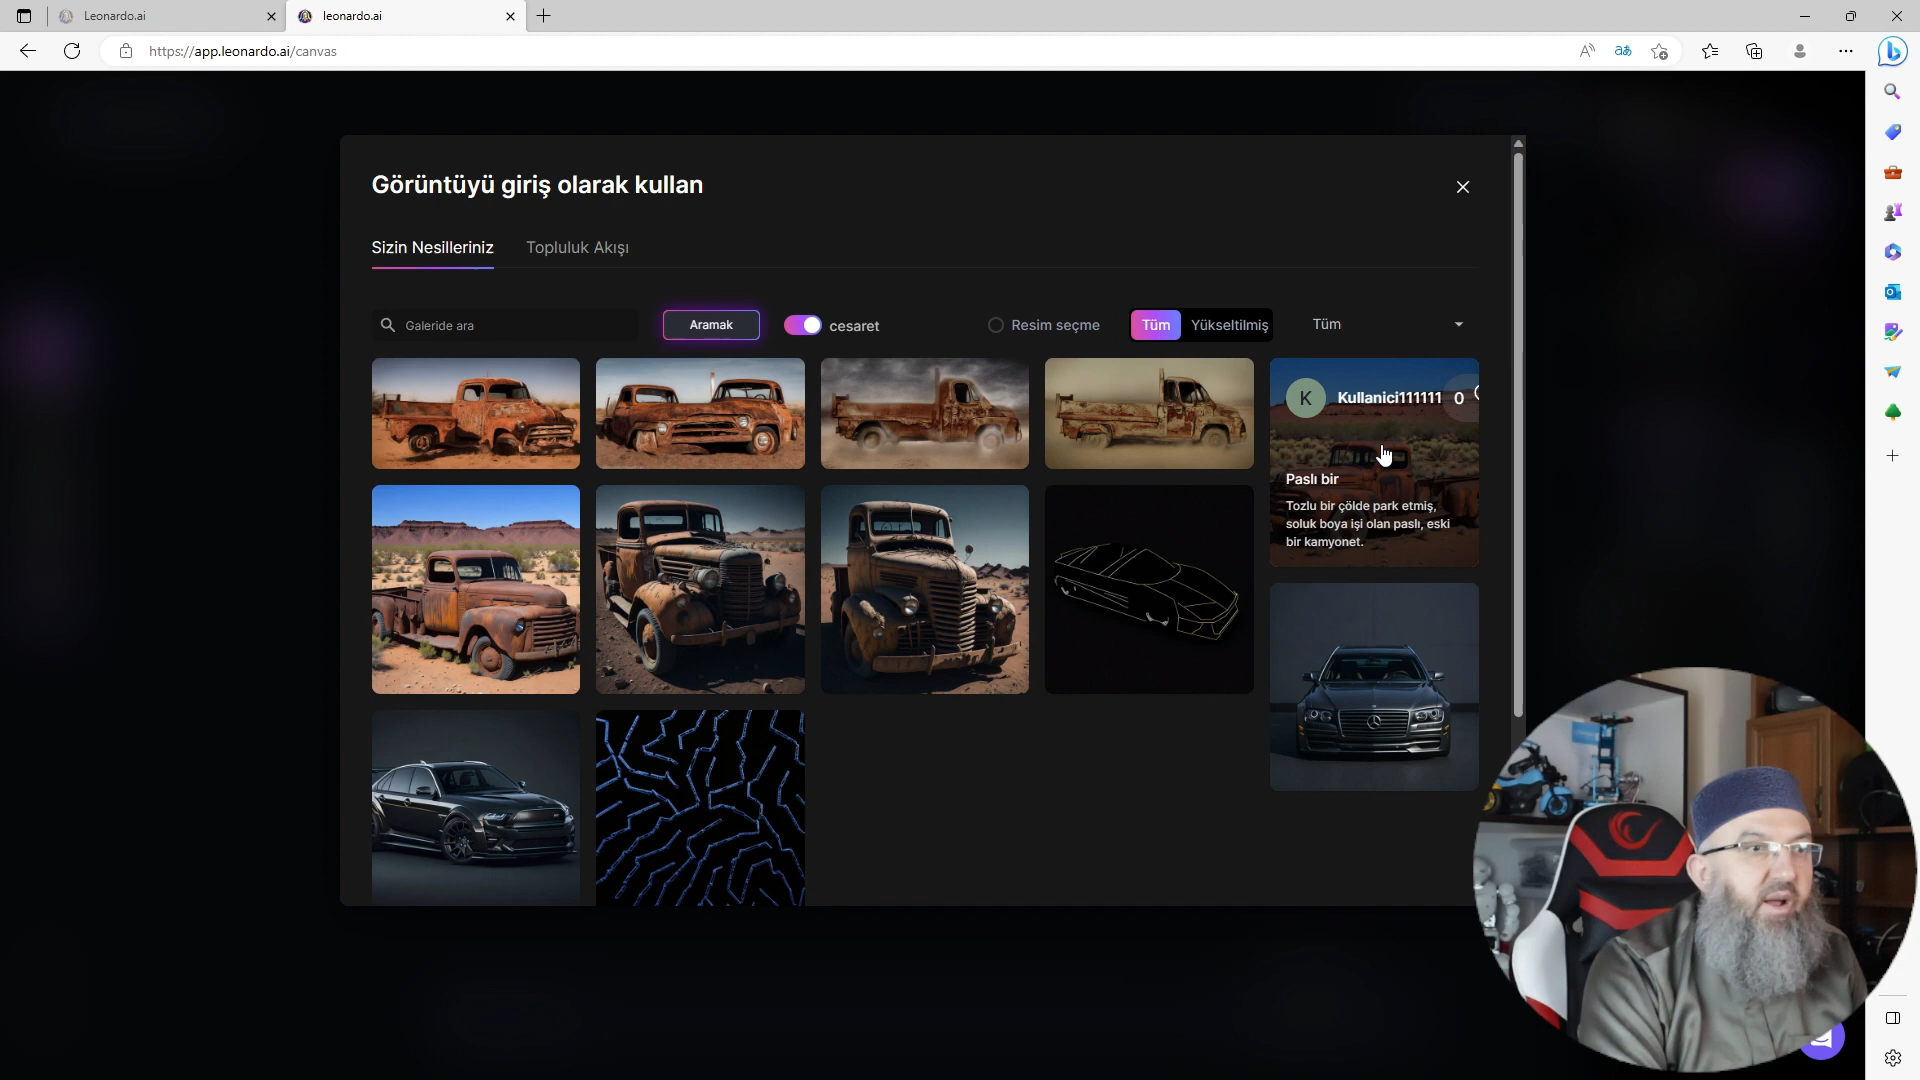 Leonardo.ai
leonardo.ai
https://app.leonardo.ai/canvas
Görüntüyü giriş olarak kullan
Sizin Nesilleriniz
Topluluk Akışı
Galeride ara
Aramak
cesaret
Resim seçme
Tüm
Yükseltilmiş
Tüm
K
Kullanici111111
0
Paslı bir
Tozlu bir çölde park etmiş,
soluk boya işi olan paslı, eski
bir kamyonet.